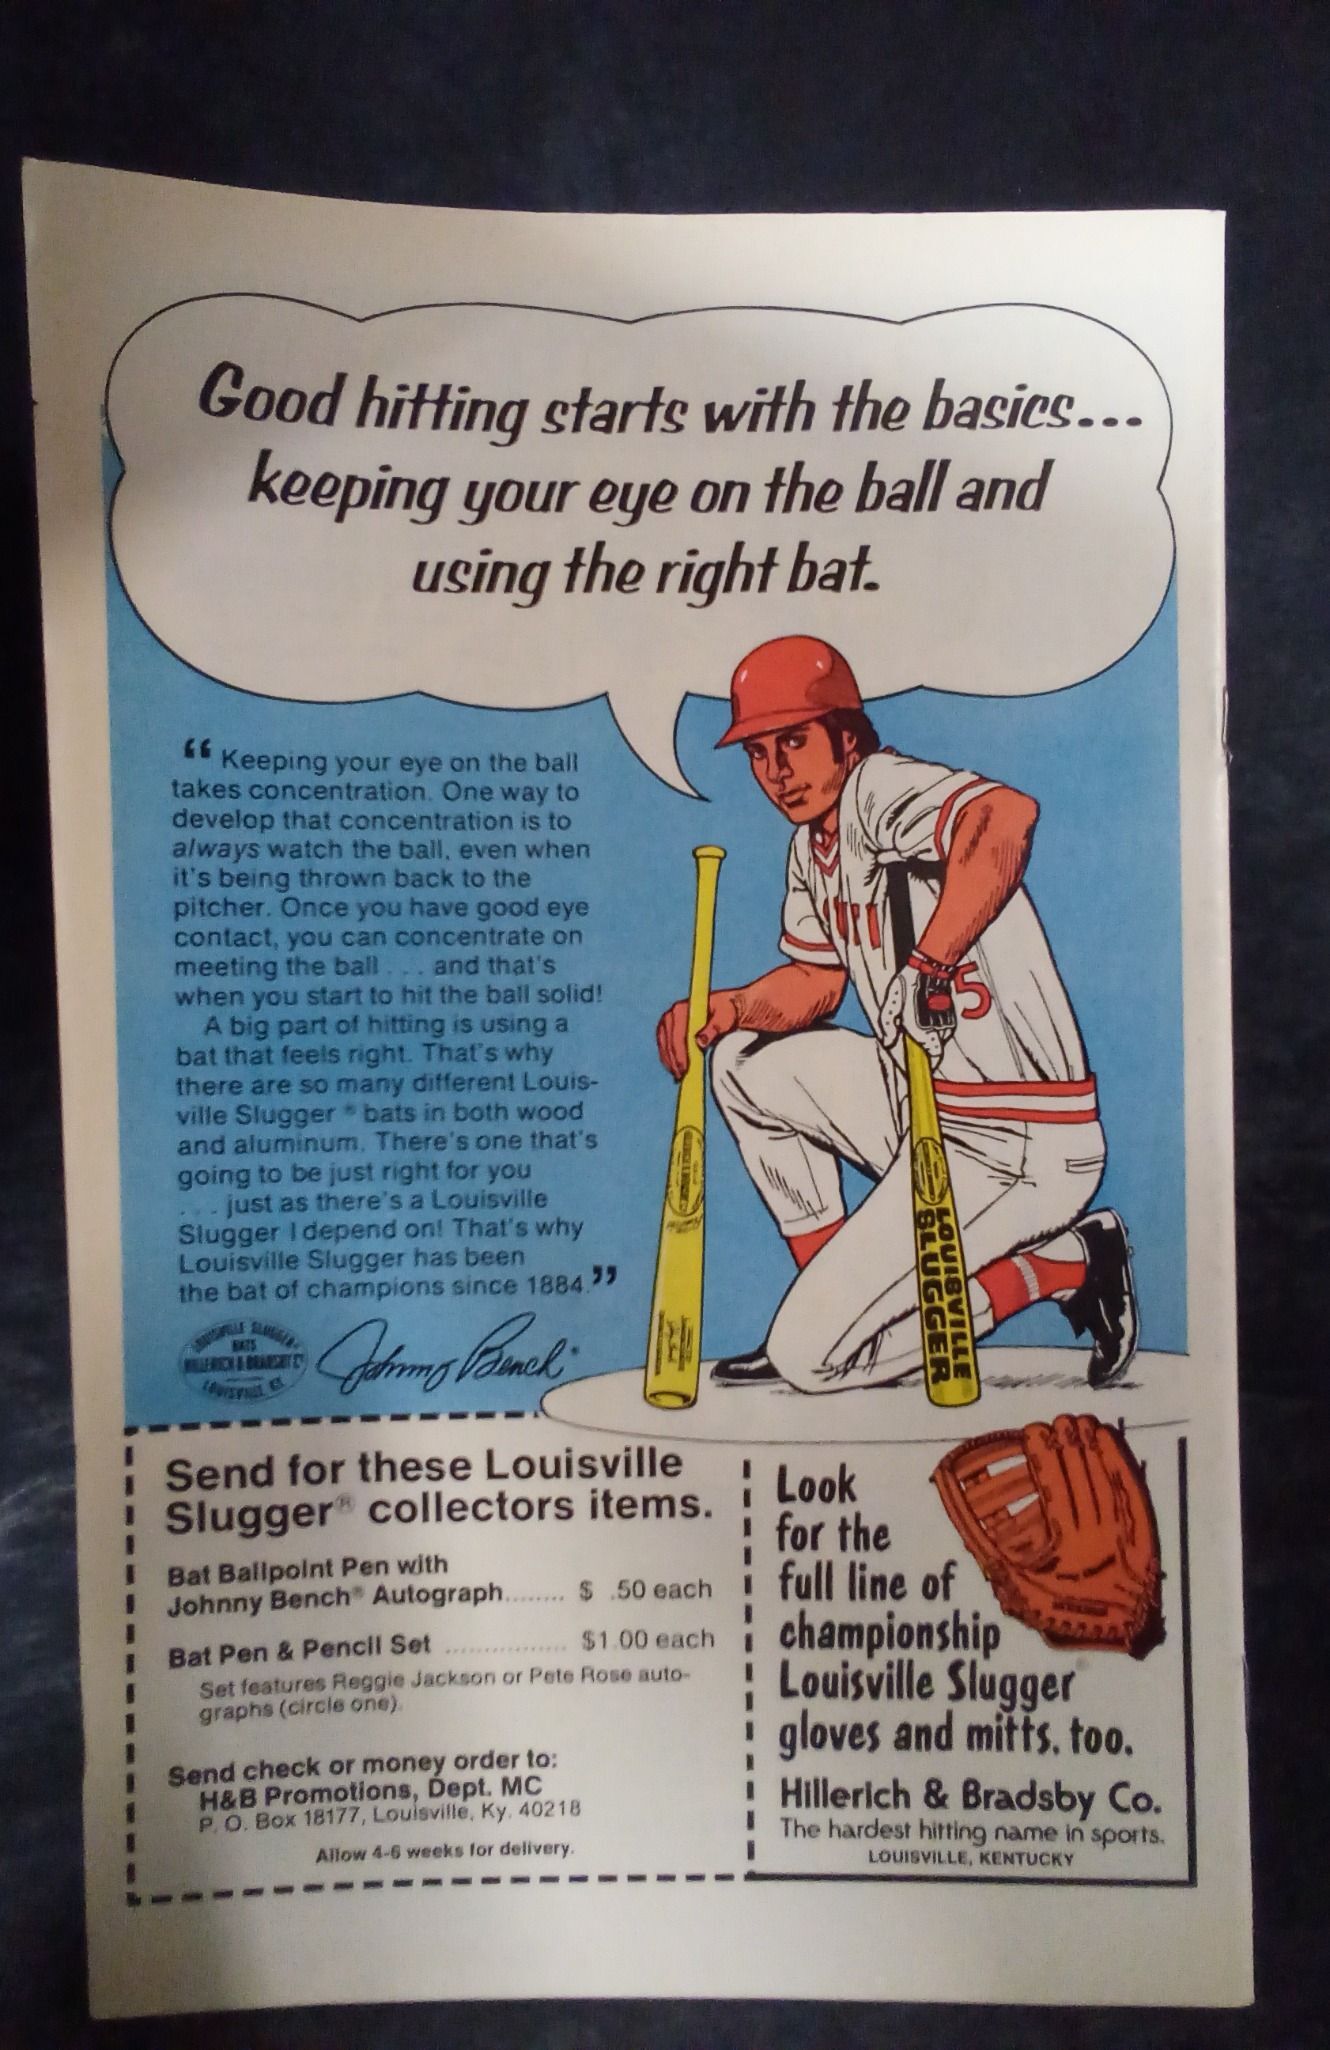 Good hitting starts with the basics...
keeping your eye on the ball and
using the right bat.
“ Keeping your eye on the ball
takes concentration. One way to
develop that concentration is to
always watch the ball, even when
it's being thrown back to the
pitcher. Once you have good eye
contact, you can concentrate on
meeting the ball . . . and that's
when you start to hit the ball solid!
A big part of hitting is using a
bat that feels right. That's why
there are so many different Louis-
ville Slugger® bats in both wood
and aluminum. There's one that's
going to be just right for you
. . . just as there's a Louisville
Slugger I depend on! That's why
Louisville Slugger has been
the bat of champions since 1884.”
LOUISVILLE SLUGGER
BATS
HILLERICH & BRADSBY Co
LOUISVILLE KY.
Johnny Bench®
5
LOUISVILLE
SLUGGER
Send for these Louisville
Slugger® collectors items.
Bat Ballpoint Pen with
Johnny Bench® Autograph........ $ .50 each
Bat Pen & Pencil Set ................ $1.00 each
Set features Reggie Jackson or Pete Rose auto-
graphs (circle one).
Send check or money order to:
H&B Promotions, Dept. MC
P. O. Box 18177, Louisville, Ky. 40218
Allow 4-6 weeks for delivery.
Look
for the
full line of
championship
Louisville Slugger®
gloves and mitts, too.
Hillerich & Bradsby Co.
The hardest hitting name in sports.
LOUISVILLE, KENTUCKY